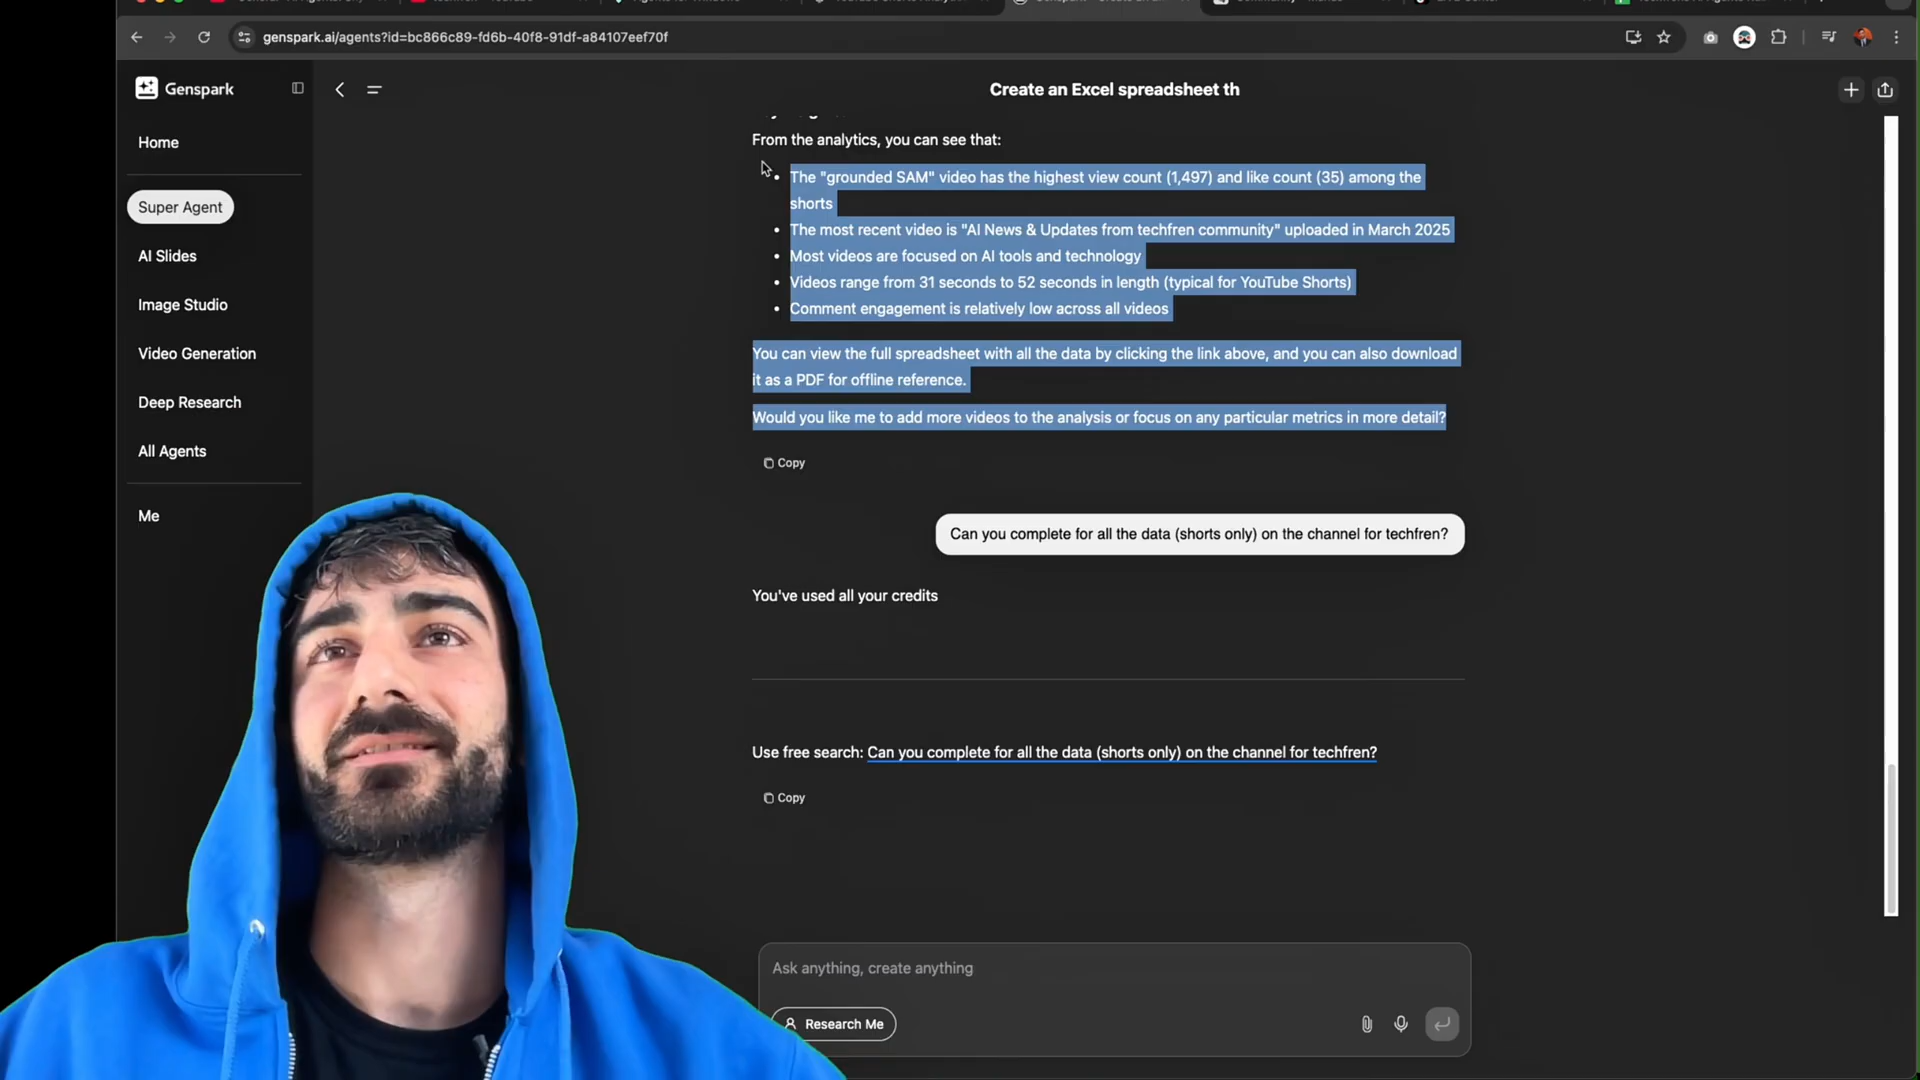 genspark.ai/agents?id=bc866c89-fd6b-40f8-91df-a84107eef70f
Genspark
Create an Excel spreadsheet th
Home
Super Agent
AI Slides
Image Studio
Video Generation
Deep Research
All Agents
Me
From the analytics, you can see that:
• The "grounded SAM" video has the highest view count (1,497) and like count (35) among the
shorts
• The most recent video is "AI News & Updates from techfren community" uploaded in March 2025
• Most videos are focused on AI tools and technology
• Videos range from 31 seconds to 52 seconds in length (typical for YouTube Shorts)
• Comment engagement is relatively low across all videos
You can view the full spreadsheet with all the data by clicking the link above, and you can also download
it as a PDF for offline reference.
Would you like me to add more videos to the analysis or focus on any particular metrics in more detail?
Copy
Can you complete for all the data (shorts only) on the channel for techfren?
You've used all your credits
Use free search: Can you complete for all the data (shorts only) on the channel for techfren?
Copy
Ask anything, create anything
Research Me